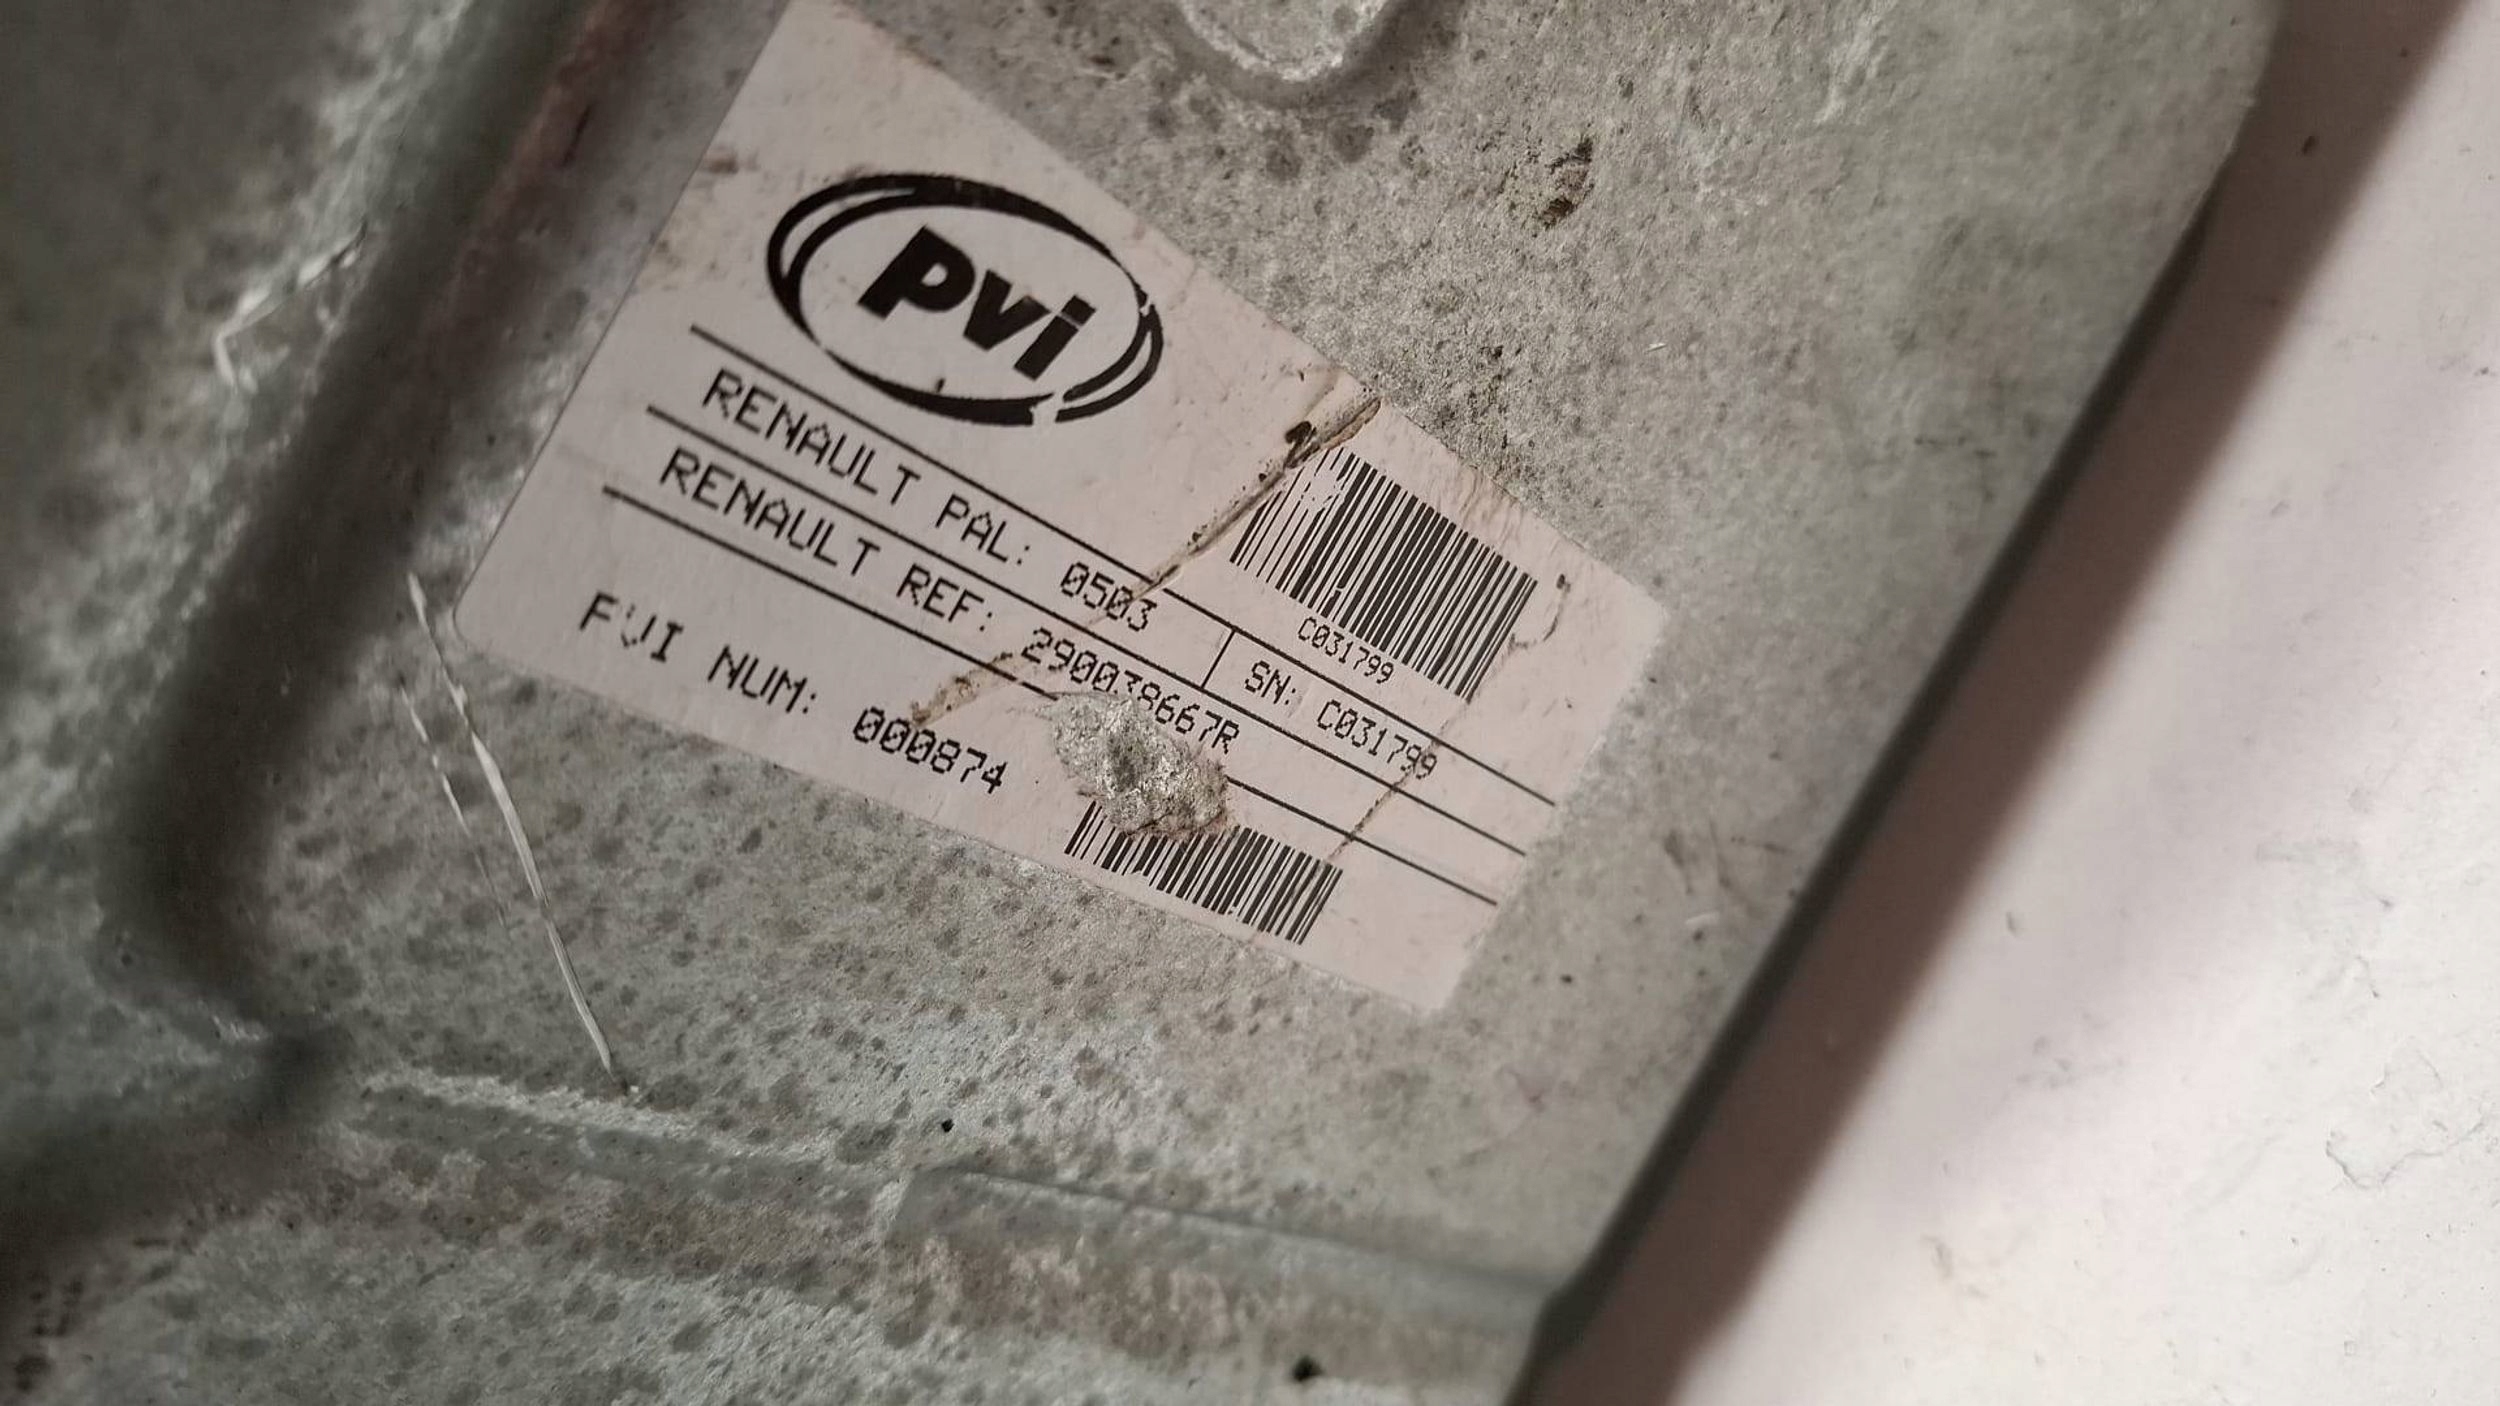 pvi
C031799
RENAULT PAL: 0503
SN: C031799
RENAULT REF: 290038667R
PVI NUM: 000874